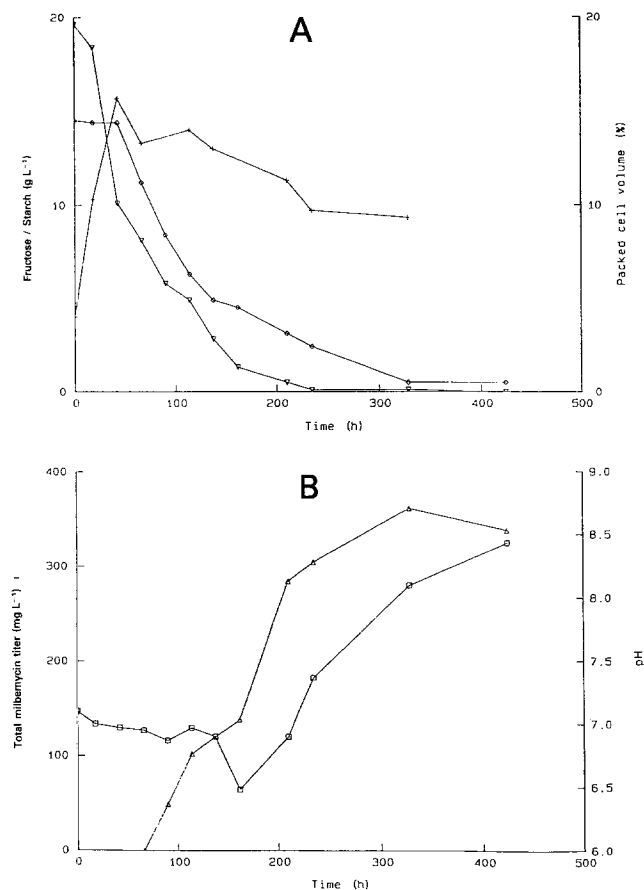 A
20
10
0
Fructose / Starch (g L⁻¹)
20
10
0
Packed cell volume (%)
0 100 200 300 400 500
Time (h)
B
400
300
200
100
0
Total milbemycin titer (mg L⁻¹)
9.0
8.5
8.0
7.5
7.0
6.5
6.0
pH
0 100 200 300 400 500
Time (h)